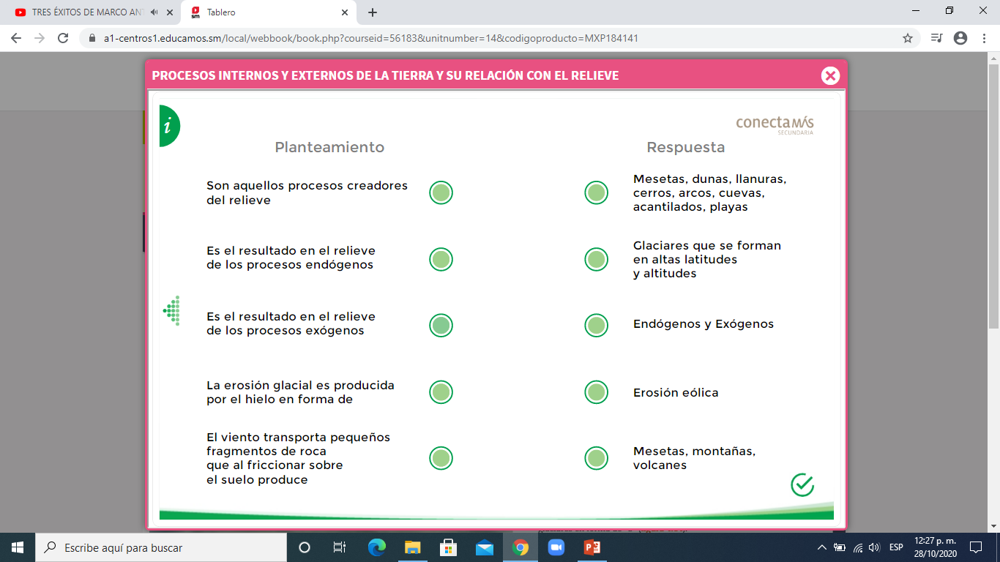 TRES ÉXITOS DE MARCO ANT
Tablero
a1-centros1.educamos.sm/local/webbook/book.php?courseid=56183&unitnumber=14&codigoproducto=MXP184141
PROCESOS INTERNOS Y EXTERNOS DE LA TIERRA Y SU RELACIÓN CON EL RELIEVE
i
conectaMÁS
SECUNDARIA
Planteamiento
Respuesta
Son aquellos procesos creadores
del relieve
Mesetas, dunas, llanuras,
cerros, arcos, cuevas,
acantilados, playas
Es el resultado en el relieve
de los procesos endógenos
Glaciares que se forman
en altas latitudes
y altitudes
Es el resultado en el relieve
de los procesos exógenos
Endógenos y Exógenos
La erosión glacial es producida
por el hielo en forma de
Erosión eólica
El viento transporta pequeños
fragmentos de roca
que al friccionar sobre
el suelo produce
Mesetas, montañas,
volcanes
Escribe aquí para buscar
ESP
12:27 p. m.
28/10/2020